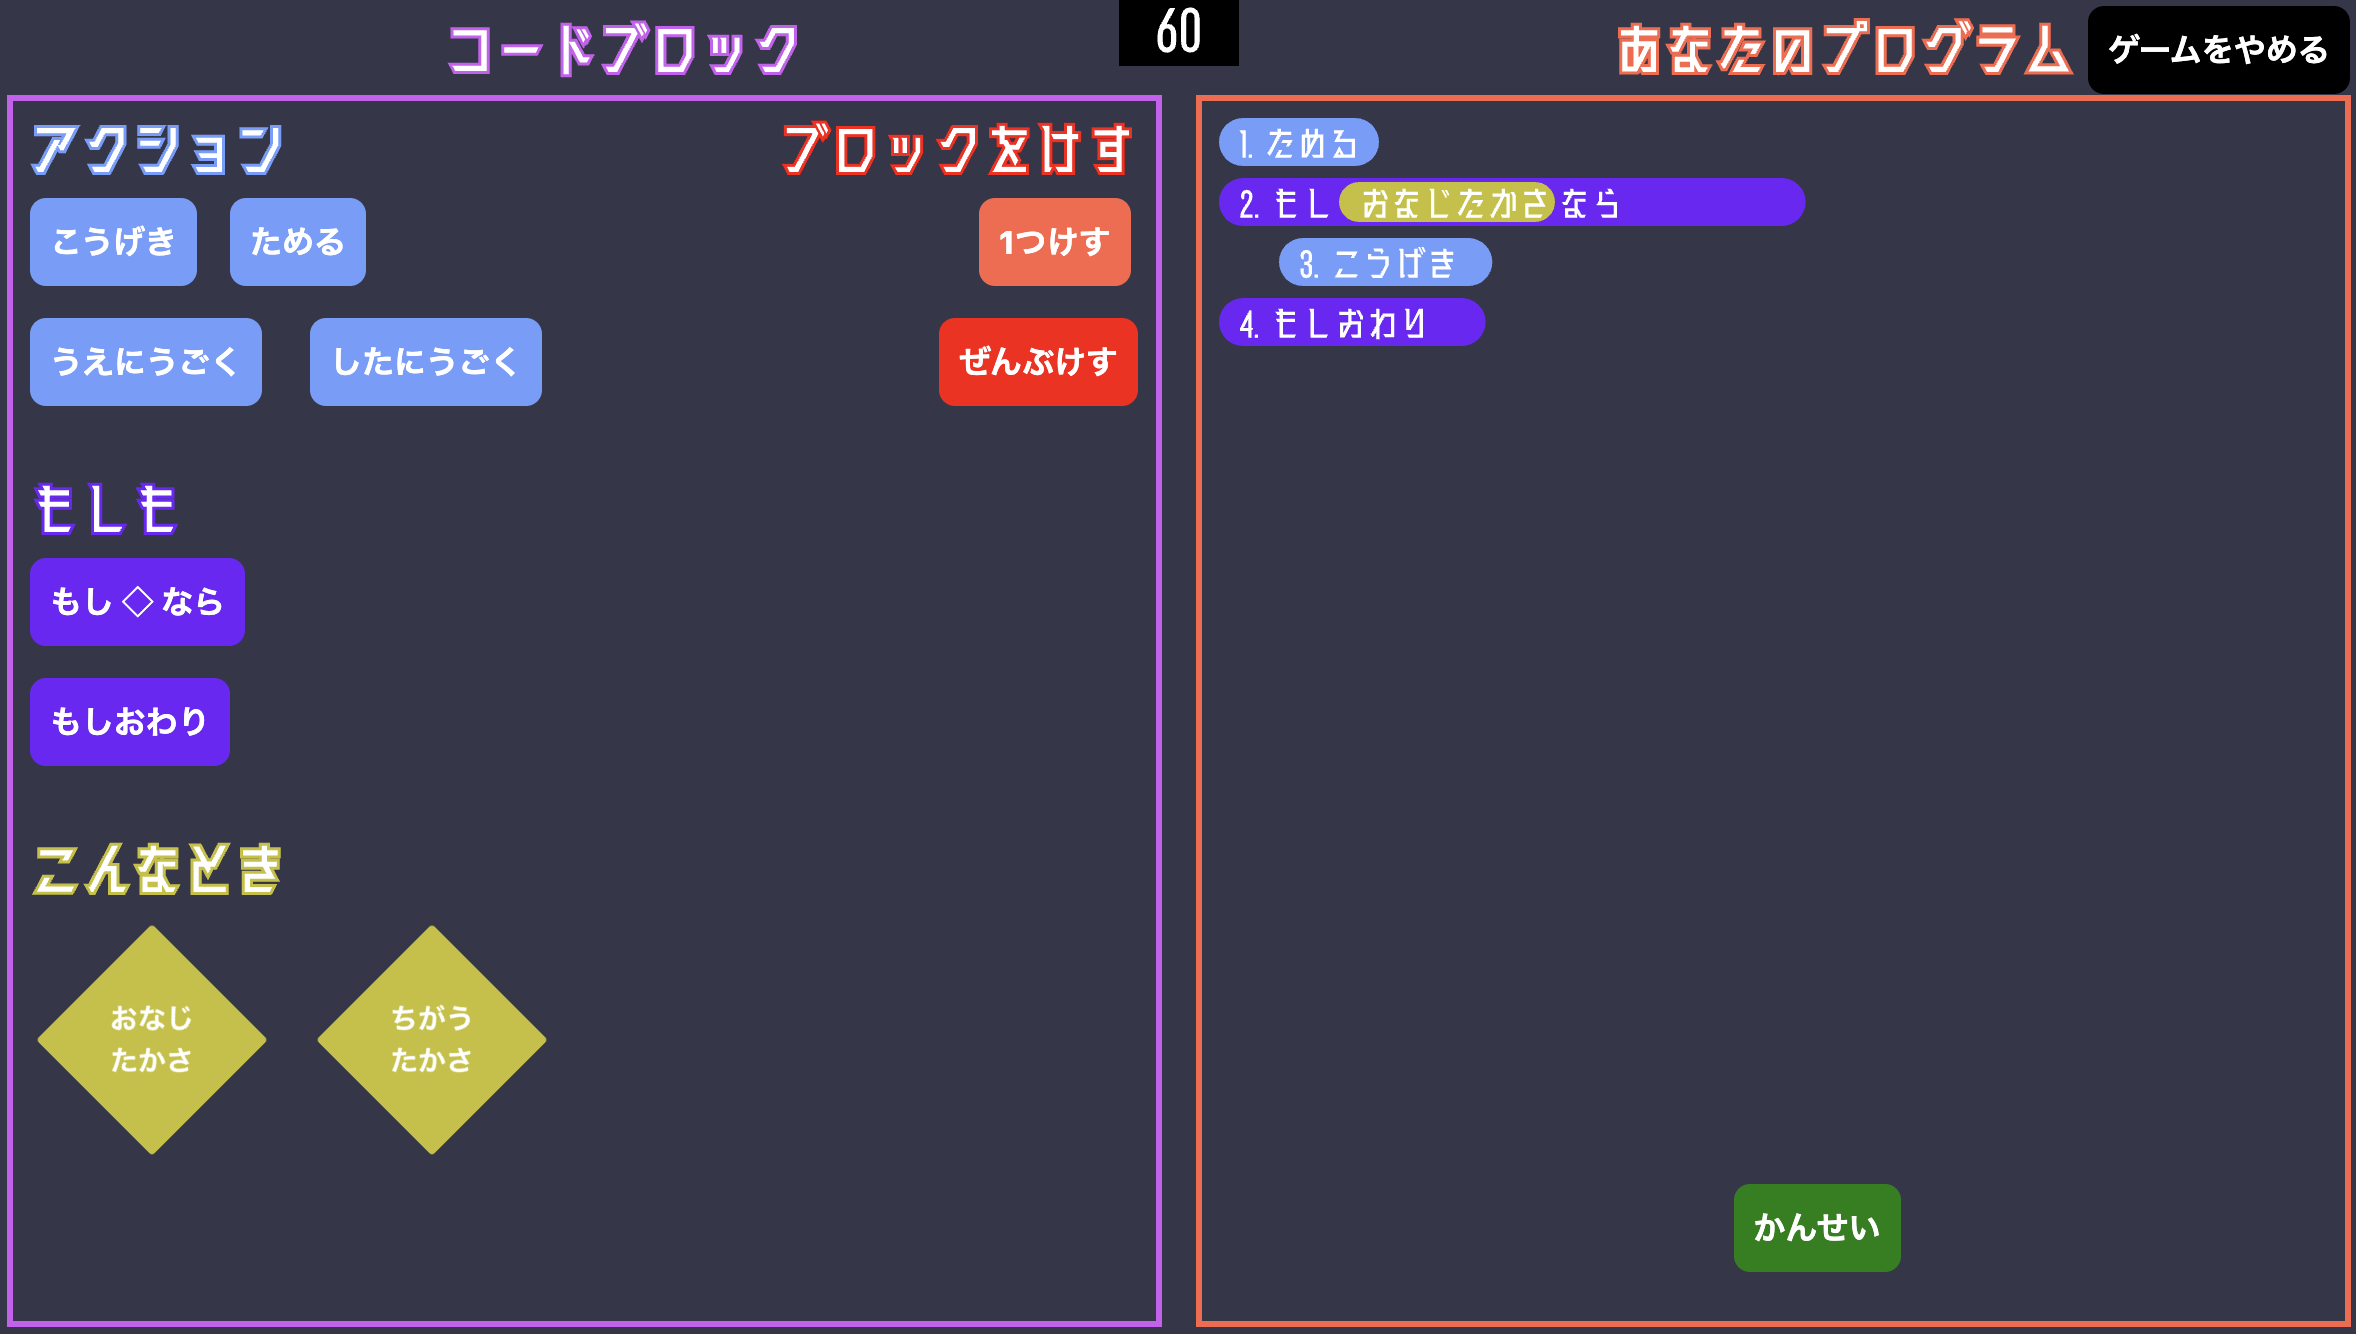 コードブロック
60
あなたのプログラム
ゲームをやめる
アクション
ブロックをけす
こうげき
ためる
1つけす
うえにうごく
したにうごく
ぜんぶけす
もしも
もし ◇ なら
もしおわり
こんなとき
おなじ
たかさ
ちがう
たかさ
1. ためる
2. もし おなじたかさ なら
3. こうげき
4. もしおわり
かんせい